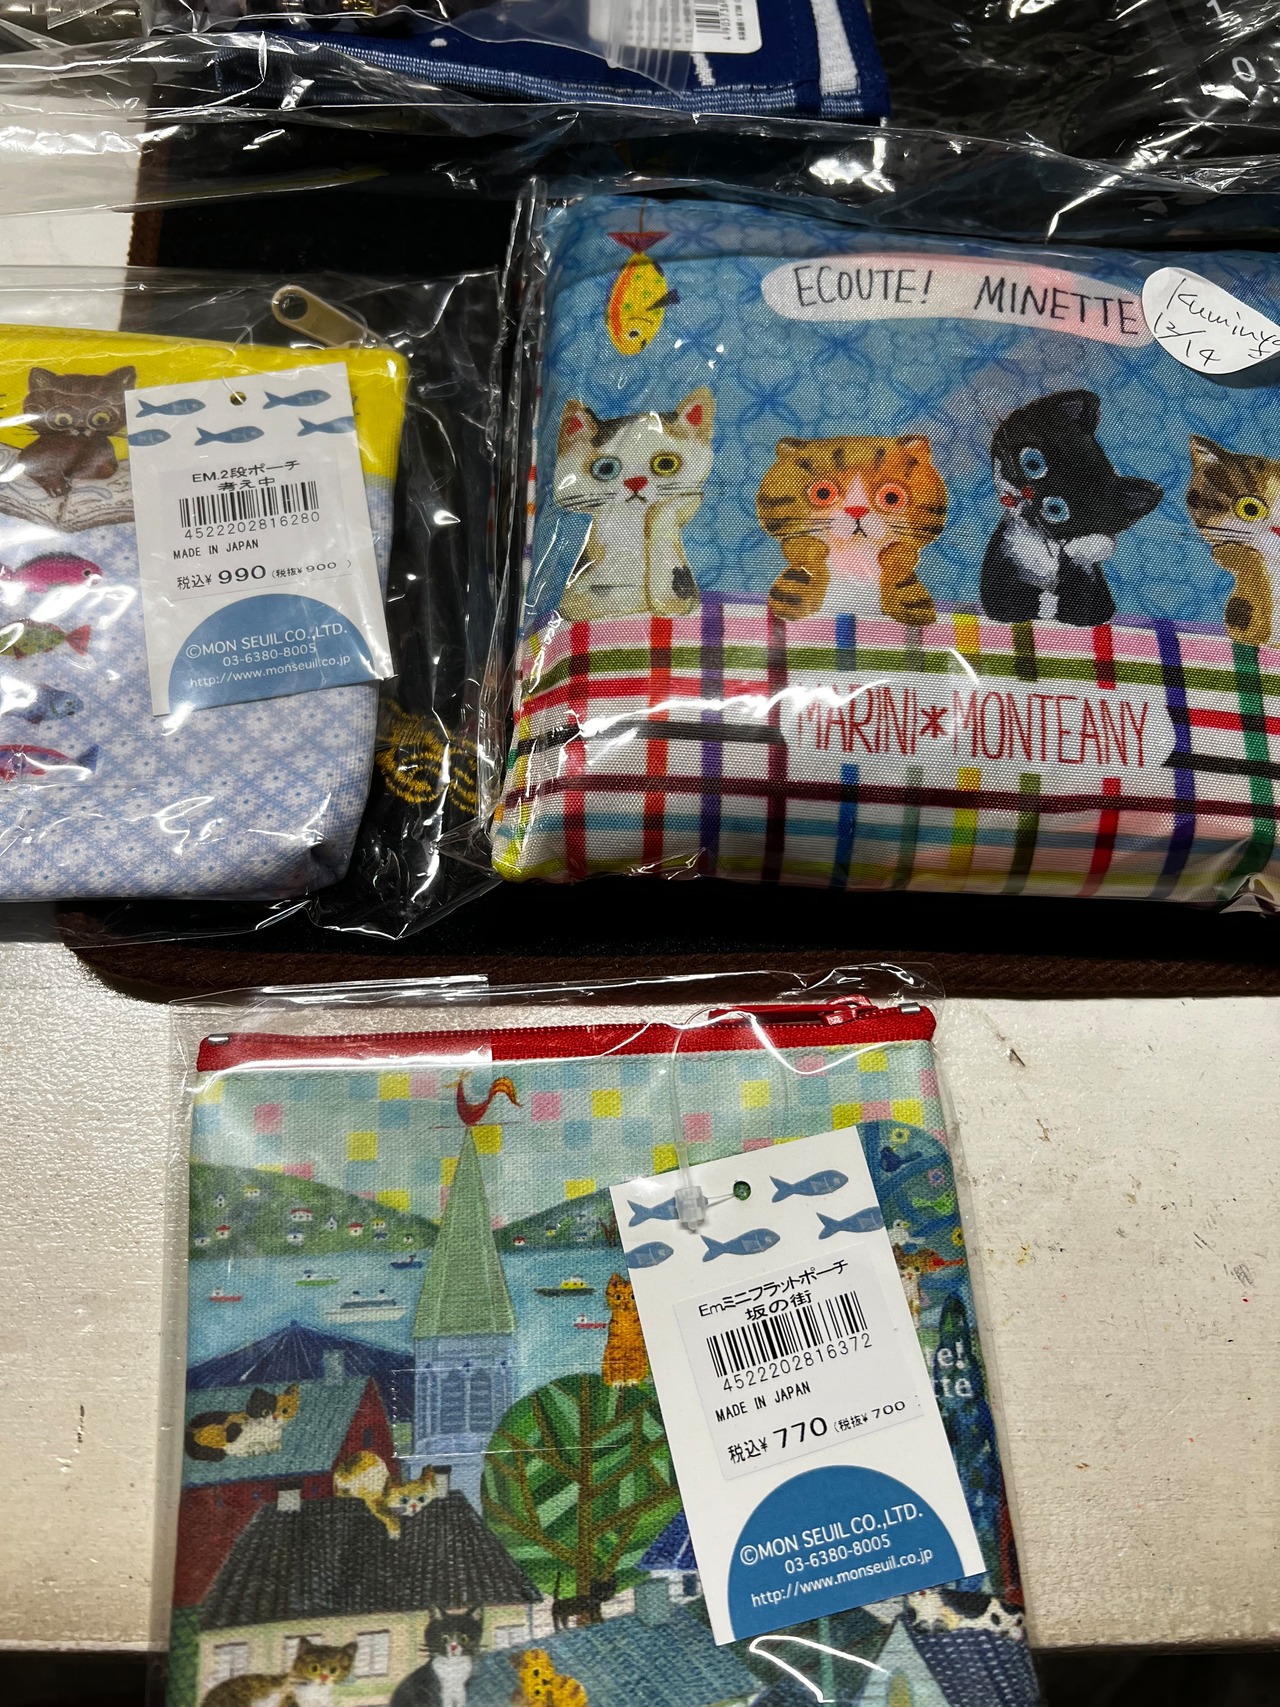 ECOUTE! MINETTE
12/14
EM.2段ポーチ
考え中
4522202816280
MADE IN JAPAN
税込¥ 990 (税抜¥ 900 )
©MON SEUIL CO.,LTD.
03-6380-8005
http://www.monseuil.co.jp
MARINI*MONTEANY
Emミニフラットポーチ
坂の街
4522202816372
MADE IN JAPAN
税込¥ 770 (税抜¥ 700 )
©MON SEUIL CO.,LTD.
03-6380-8005
http://www.monseuil.co.jp